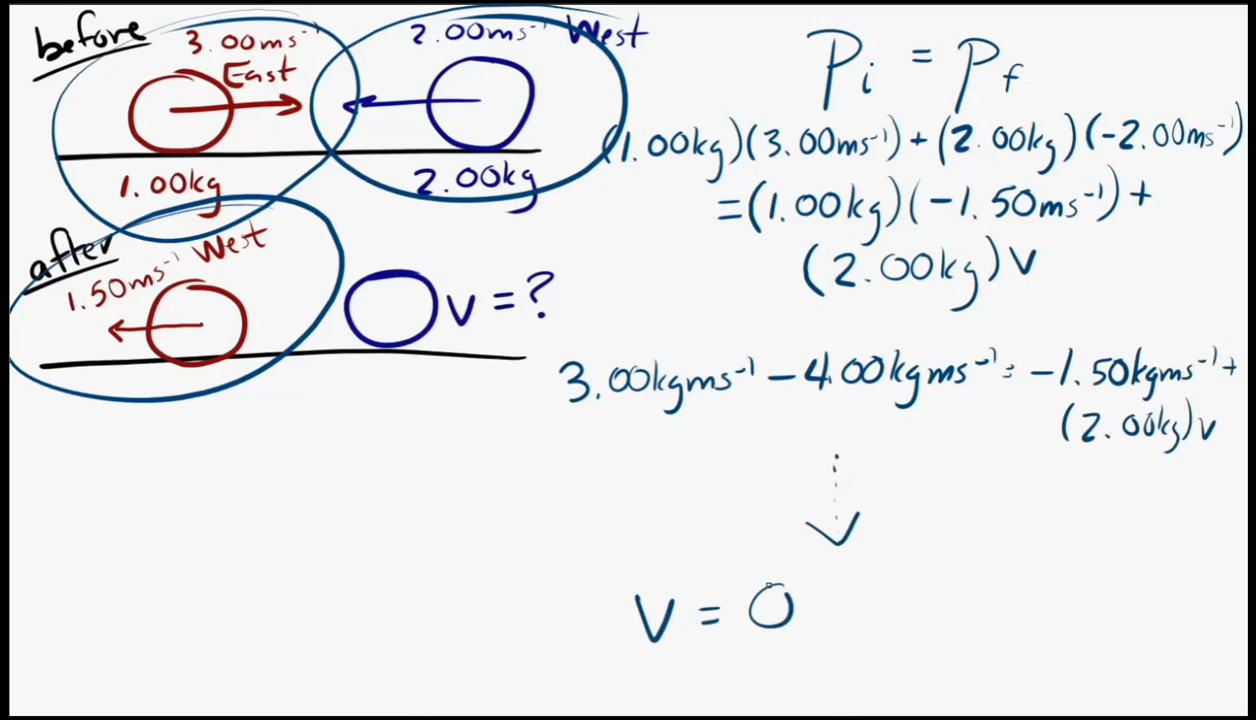 before
3.00ms⁻¹
East
2.00ms⁻¹ West
1.00kg
2.00kg
after
1.50ms⁻¹ West
V = ?
Pi = Pf
(1.00kg)(3.00ms⁻¹) + (2.00kg)(-2.00ms⁻¹)
=(1.00kg)(-1.50ms⁻¹) +
(2.00kg)v
3.00kgms⁻¹ - 4.00kgms⁻¹ = -1.50kgms⁻¹ +
(2.00kg)v
V = 0